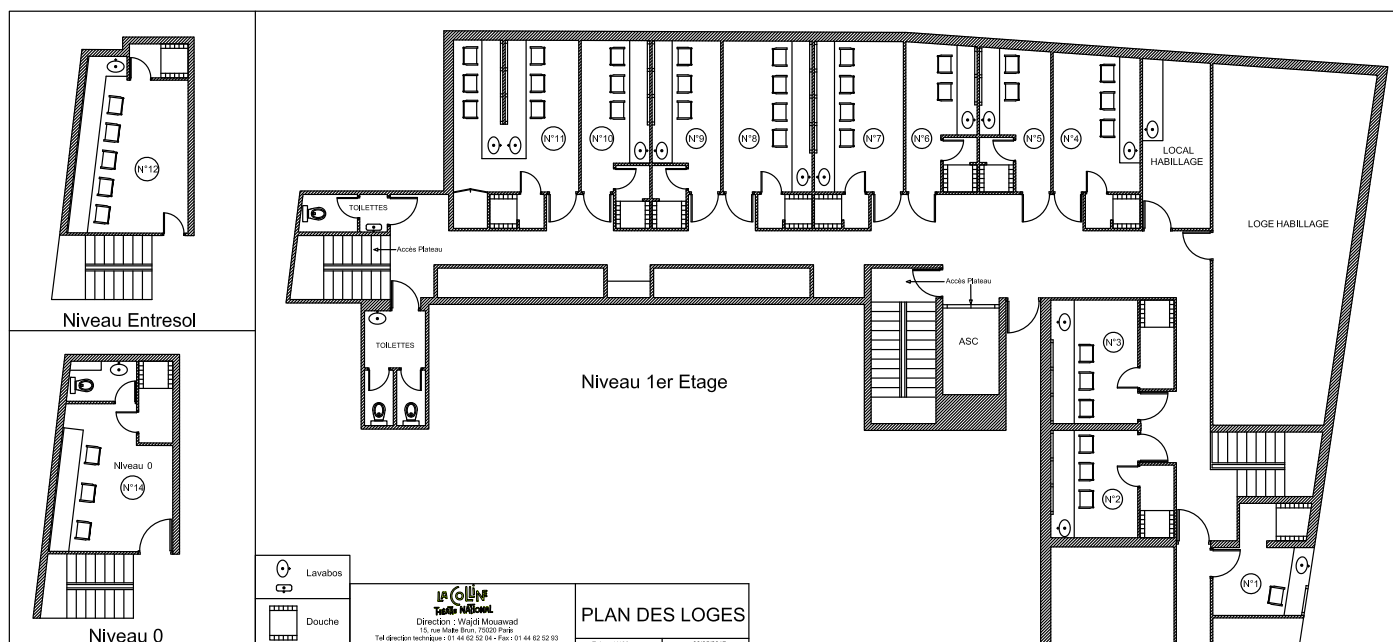 N°12
Niveau Entresol
Niveau 0
N°14
Niveau 0
N°11
N°10
N°9
N°8
N°7
N°6
N°5
N°4
LOCAL
HABILLAGE
LOGE HABILLAGE
TOILETTES
Accès Plateau
Accès Plateau
TOILETTES
ASC
Niveau 1er Etage
N°3
N°2
N°1
Lavabos
Douche
LA COLLINE
THÉÂTRE NATIONAL
Direction : Wajdi Mouawad
15, rue Malte Brun, 75020 Paris
Tel direction technique : 01 44 62 52 04 - Fax : 01 44 62 52 93
PLAN DES LOGES